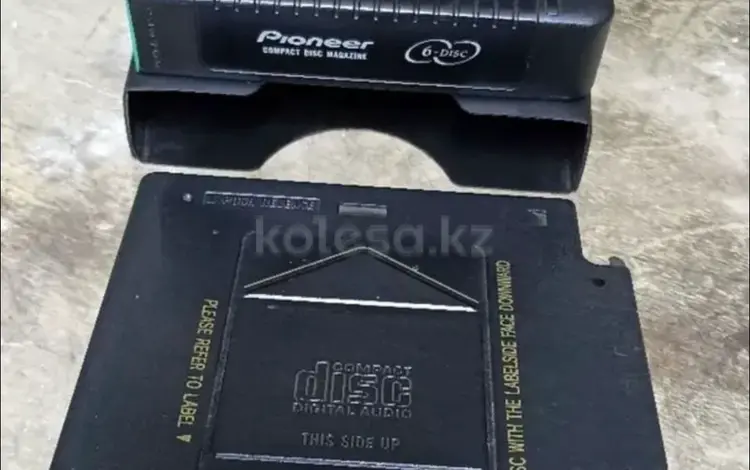 Pioneer
COMPACT DISC MAGAZINE
6-DISC
kolesa.kz
PLEASE REFER TO LABEL
SC WITH THE LABELSIDE FACE DOWNWARD
COMPACT
disc
DIGITAL AUDIO
THIS SIDE UP